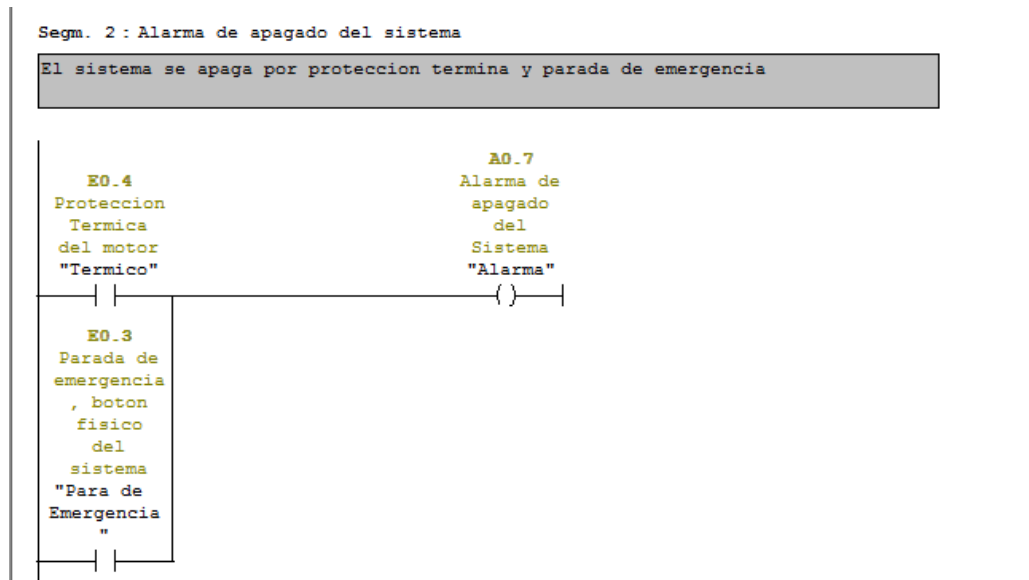 Segm. 2 : Alarma de apagado del sistema
El sistema se apaga por proteccion termina y parada de emergencia
E0.4
Proteccion
Termica
del motor
"Termico"
A0.7
Alarma de
apagado
del
Sistema
"Alarma"
E0.3
Parada de
emergencia
, boton
fisico
del
sistema
"Para de
Emergencia
"